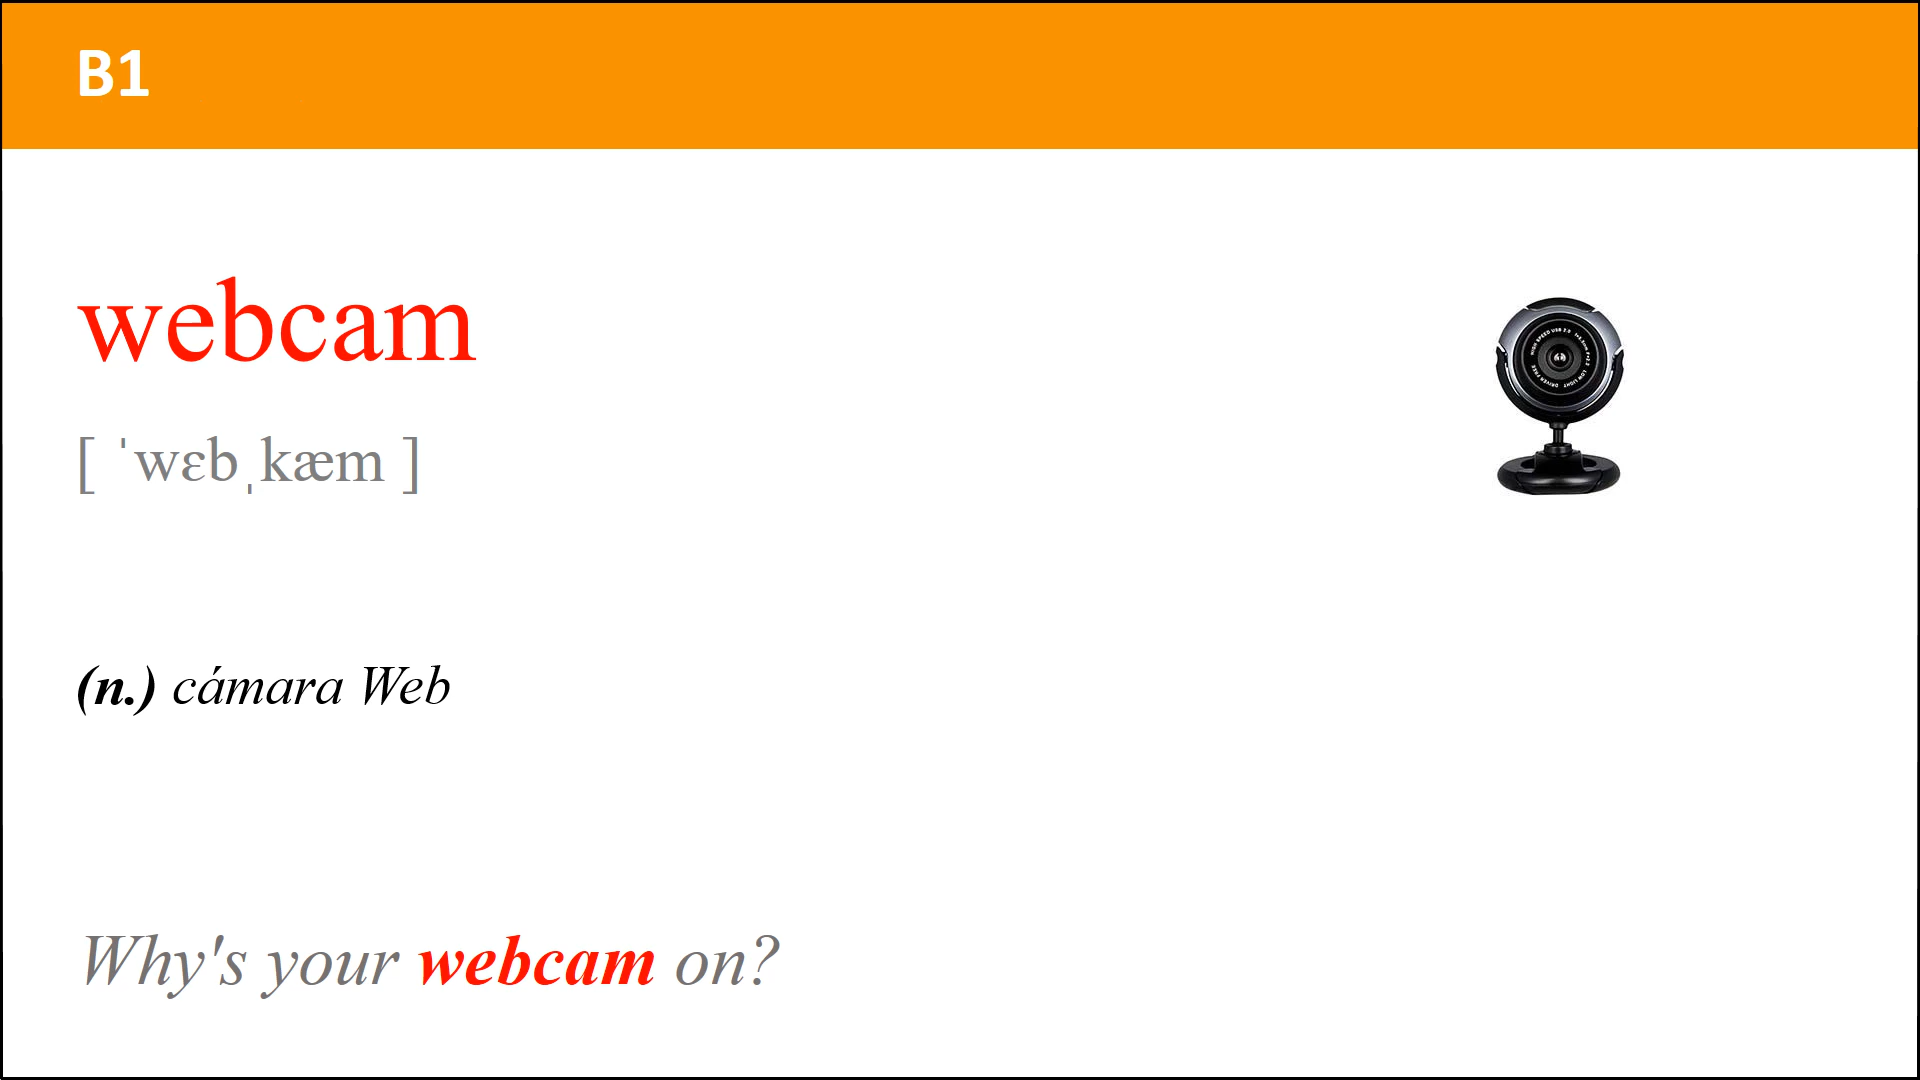 B1
webcam
[ ˈwɛbˌkæm ]
(n.) cámara Web
Why's your webcam on?